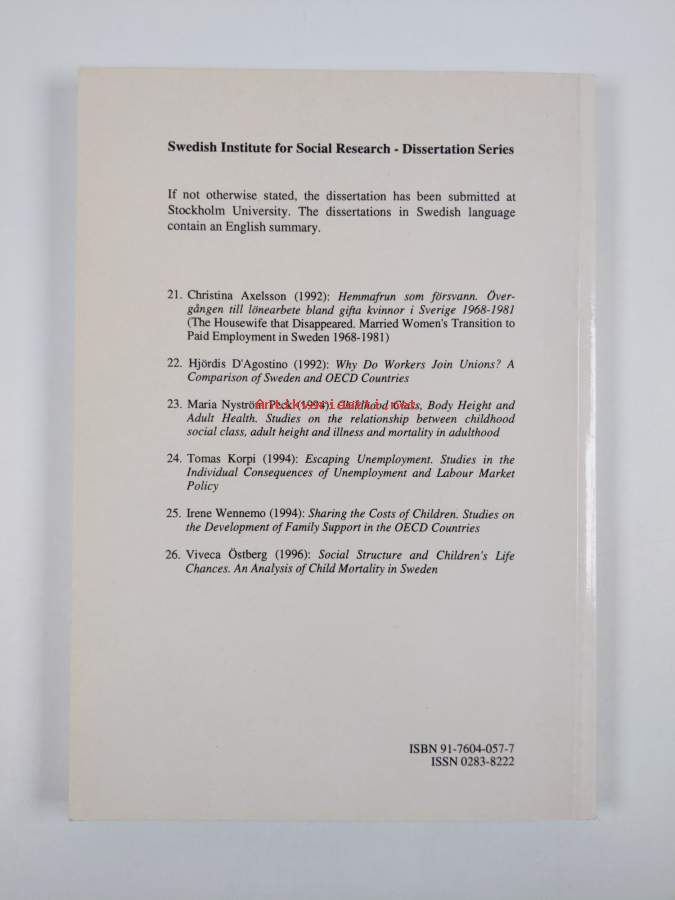 Swedish Institute for Social Research - Dissertation Series
If not otherwise stated, the dissertation has been submitted at
Stockholm University. The dissertations in Swedish language
contain an English summary.
21. Christina Axelsson (1992): Hemmafrun som försvann. Över-
gången till lönearbete bland gifta kvinnor i Sverige 1968-1981
(The Housewife that Disappeared. Married Women's Transition to
Paid Employment in Sweden 1968-1981)
22. Hjördis D'Agostino (1992): Why Do Workers Join Unions? A
Comparison of Sweden and OECD Countries
23. Maria Nyström Peck (1994): Childhood Class, Body Height and
Adult Health. Studies on the relationship between childhood
social class, adult height and illness and mortality in adulthood
24. Tomas Korpi (1994): Escaping Unemployment. Studies in the
Individual Consequences of Unemployment and Labour Market
Policy
25. Irene Wennemo (1994): Sharing the Costs of Children. Studies on
the Development of Family Support in the OECD Countries
26. Viveca Östberg (1996): Social Structure and Children's Life
Chances. An Analysis of Child Mortality in Sweden
ISBN 91-7604-057-7
ISSN 0283-8222